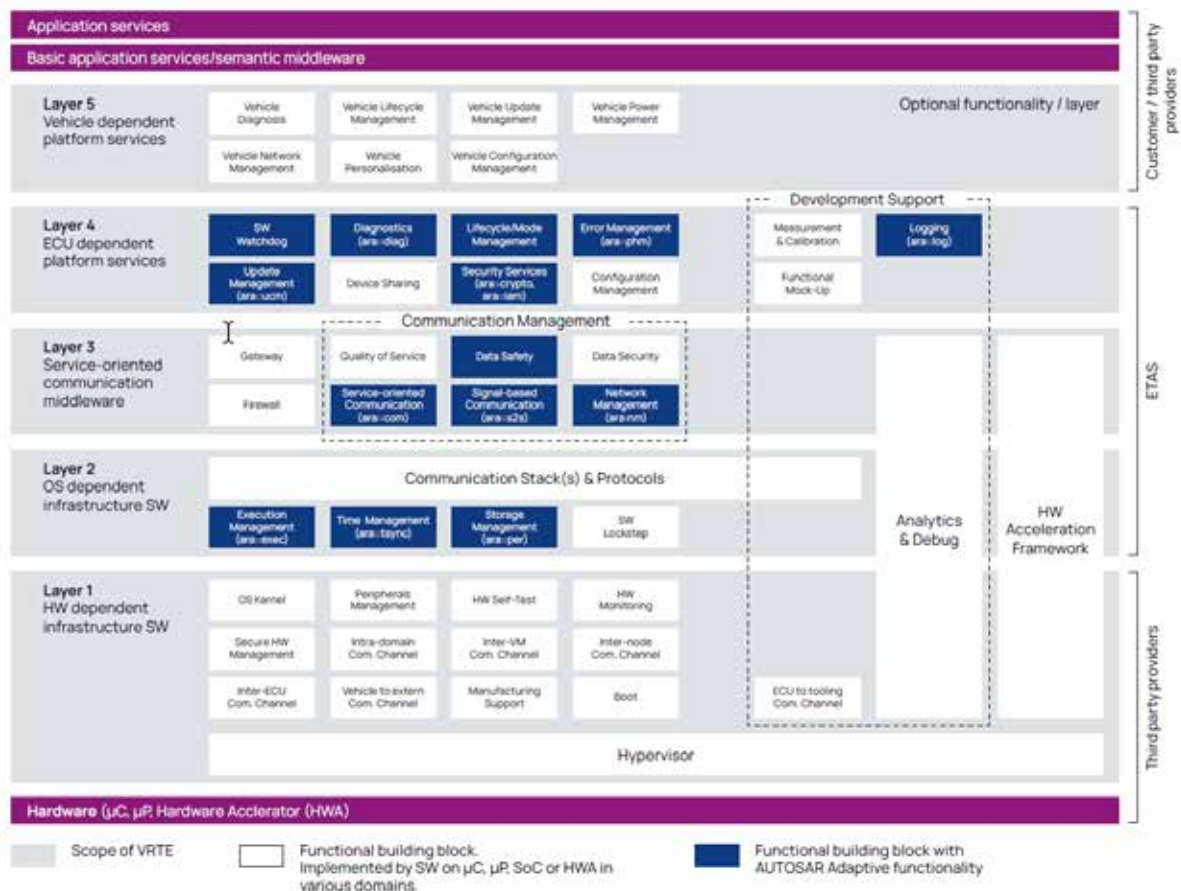 Application services
Basic application services/semantic middleware
Customer / third party
providers
Layer 5
Vehicle dependent
platform services
Vehicle
Diagnosis
Vehicle Lifecycle
Management
Vehicle Update
Management
Vehicle Power
Management
Optional functionality / layer
Vehicle Network
Management
Vehicle
Personalisation
Vehicle Configuration
Management
Development Support
Layer 4
ECU dependent
platform services
SW
Watchdog
Diagnostics
(ara::diag)
Lifecycle/Mode
Management
Error Management
(ara::phm)
Measurement
& Calibration
Logging
(ara::log)
Update
Management
(ara::ucm)
Device Sharing
Security Services
(ara::crypto,
ara::iam)
Configuration
Management
Functional
Mock-Up
Communication Management
Layer 3
Service-oriented
communication
middleware
Gateway
Quality of Service
Data Safety
Data Security
Firewall
Service-oriented
Communication
(ara::com)
Signal-based
Communication
(ara::s2s)
Network
Management
(ara:nm)
ETAS
Layer 2
OS dependent
infrastructure SW
Communication Stack(s) & Protocols
Execution
Management
(ara::exec)
Time Management
(ara::tsync)
Storage
Management
(ara::per)
SW
Lockstep
Analytics
& Debug
HW
Acceleration
Framework
Layer 1
HW dependent
infrastructure SW
OS Kernel
Peripherals
Management
HW Self-Test
HW
Monitoring
Secure HW
Management
Intra-domain
Com. Channel
Inter-VM
Com. Channel
Inter-node
Com. Channel
Inter-ECU
Com. Channel
Vehicle to extern
Com. Channel
Manufacturing
Support
Boot
ECU to tooling
Com. Channel
Hypervisor
Third party providers
Hardware (µC, µP, Hardware Acclerator (HWA)
Scope of VRTE
Functional building block.
Implemented by SW on µC, µP, SoC or HWA in
various domains.
Functional building block with
AUTOSAR Adaptive functionality